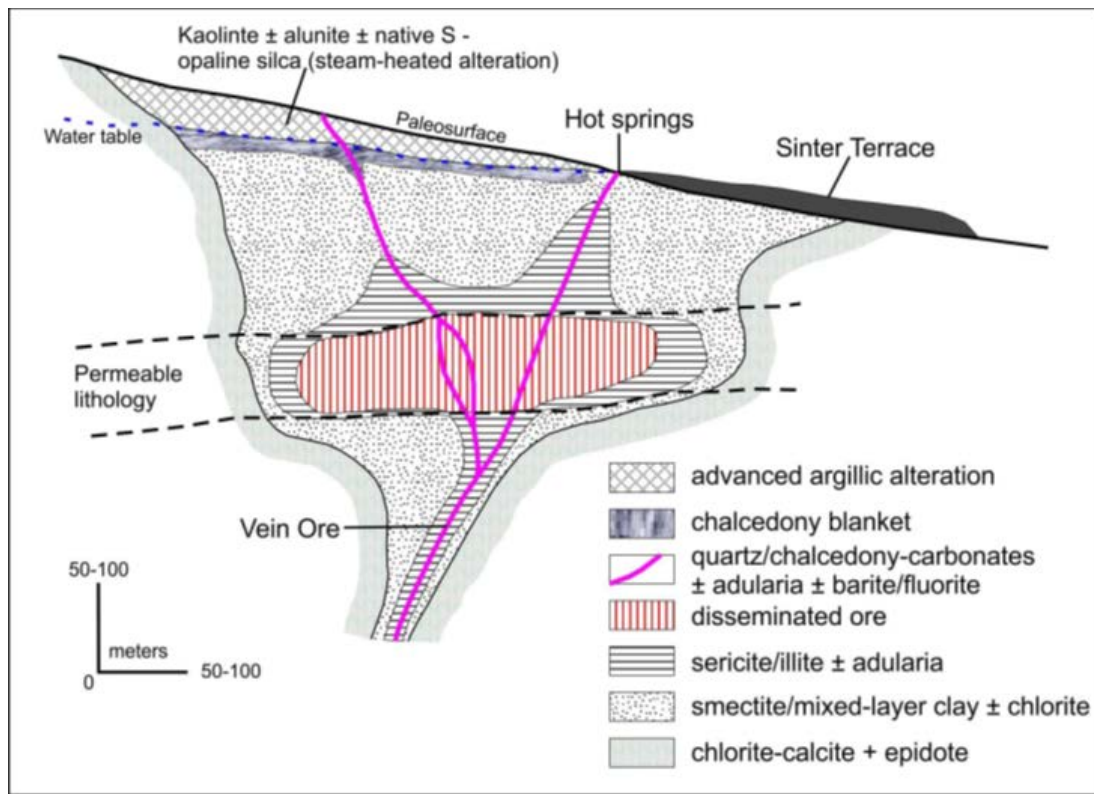 Kaolinte ± alunite ± native S -
opaline silca (steam-heated alteration)
Water table
Paleosurface
Hot springs
Sinter Terrace
Permeable
lithology
Vein Ore
50-100
meters
0
50-100
advanced argillic alteration
chalcedony blanket
quartz/chalcedony-carbonates
± adularia ± barite/fluorite
disseminated ore
sericite/illite ± adularia
smectite/mixed-layer clay ± chlorite
chlorite-calcite + epidote